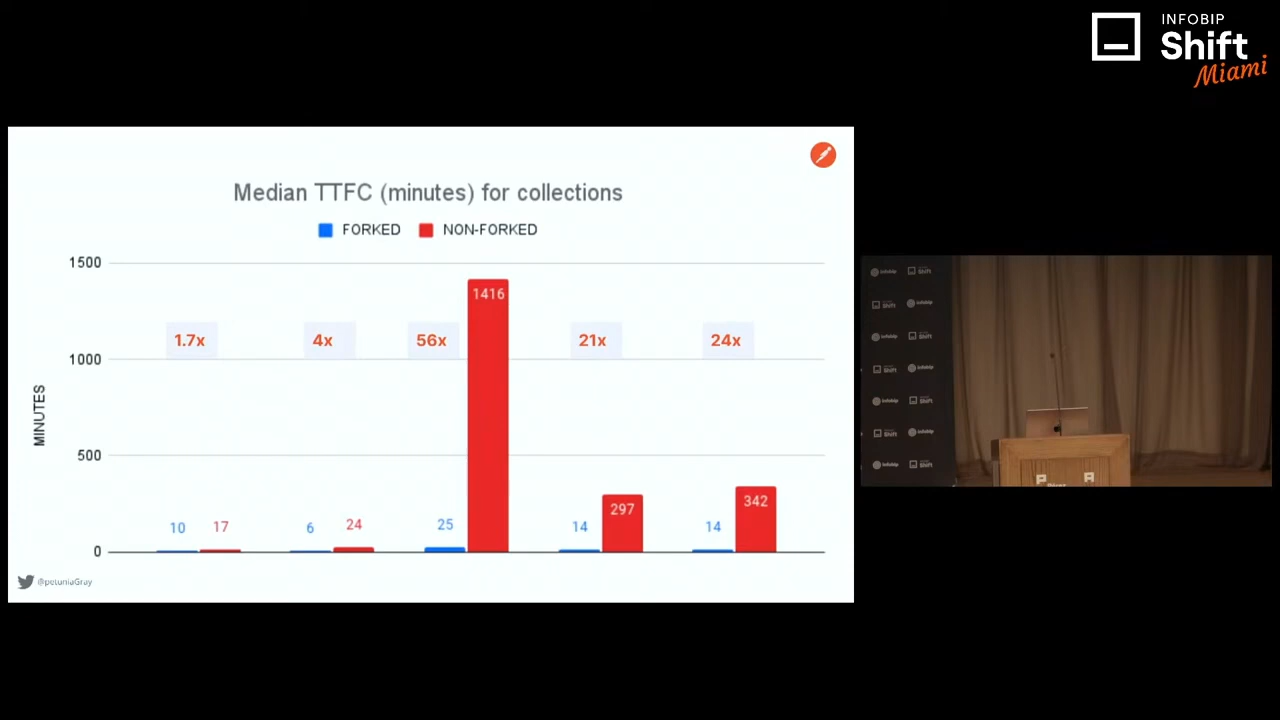 INFOBIP
Shift
Miami
Median TTFC (minutes) for collections
FORKED
NON-FORKED
MINUTES
1500
1000
500
0
1.7x
4x
56x
21x
24x
10
17
6
24
25
1416
14
297
14
342
@petuniaGray